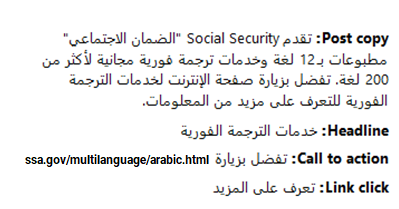 Post copy: تقدم Social Security "الضمان الاجتماعي"
مطبوعات بـ12 لغة وخدمات ترجمة فورية مجانية لأكثر من
200 لغة. تفضل بزيارة صفحة الإنترنت لخدمات الترجمة
الفورية للتعرف على مزيد من المعلومات.
Headline: خدمات الترجمة الفورية
Call to action: تفضل بزيارة ssa.gov/multilanguage/arabic.html
Link click: تعرف على المزيد